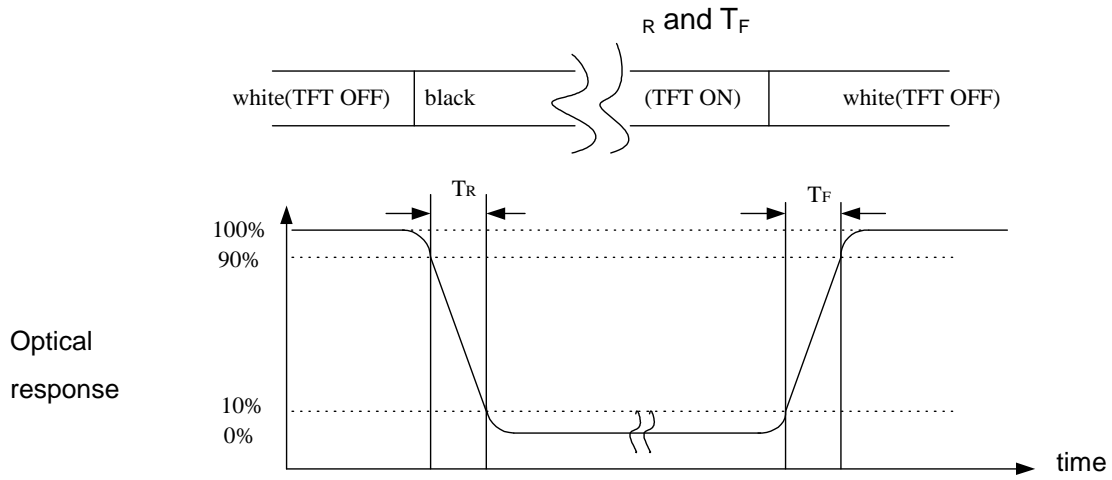 R and TF
white(TFT OFF) black (TFT ON) white(TFT OFF)
TR TF
100%
90%
Optical
response
10%
0%
time